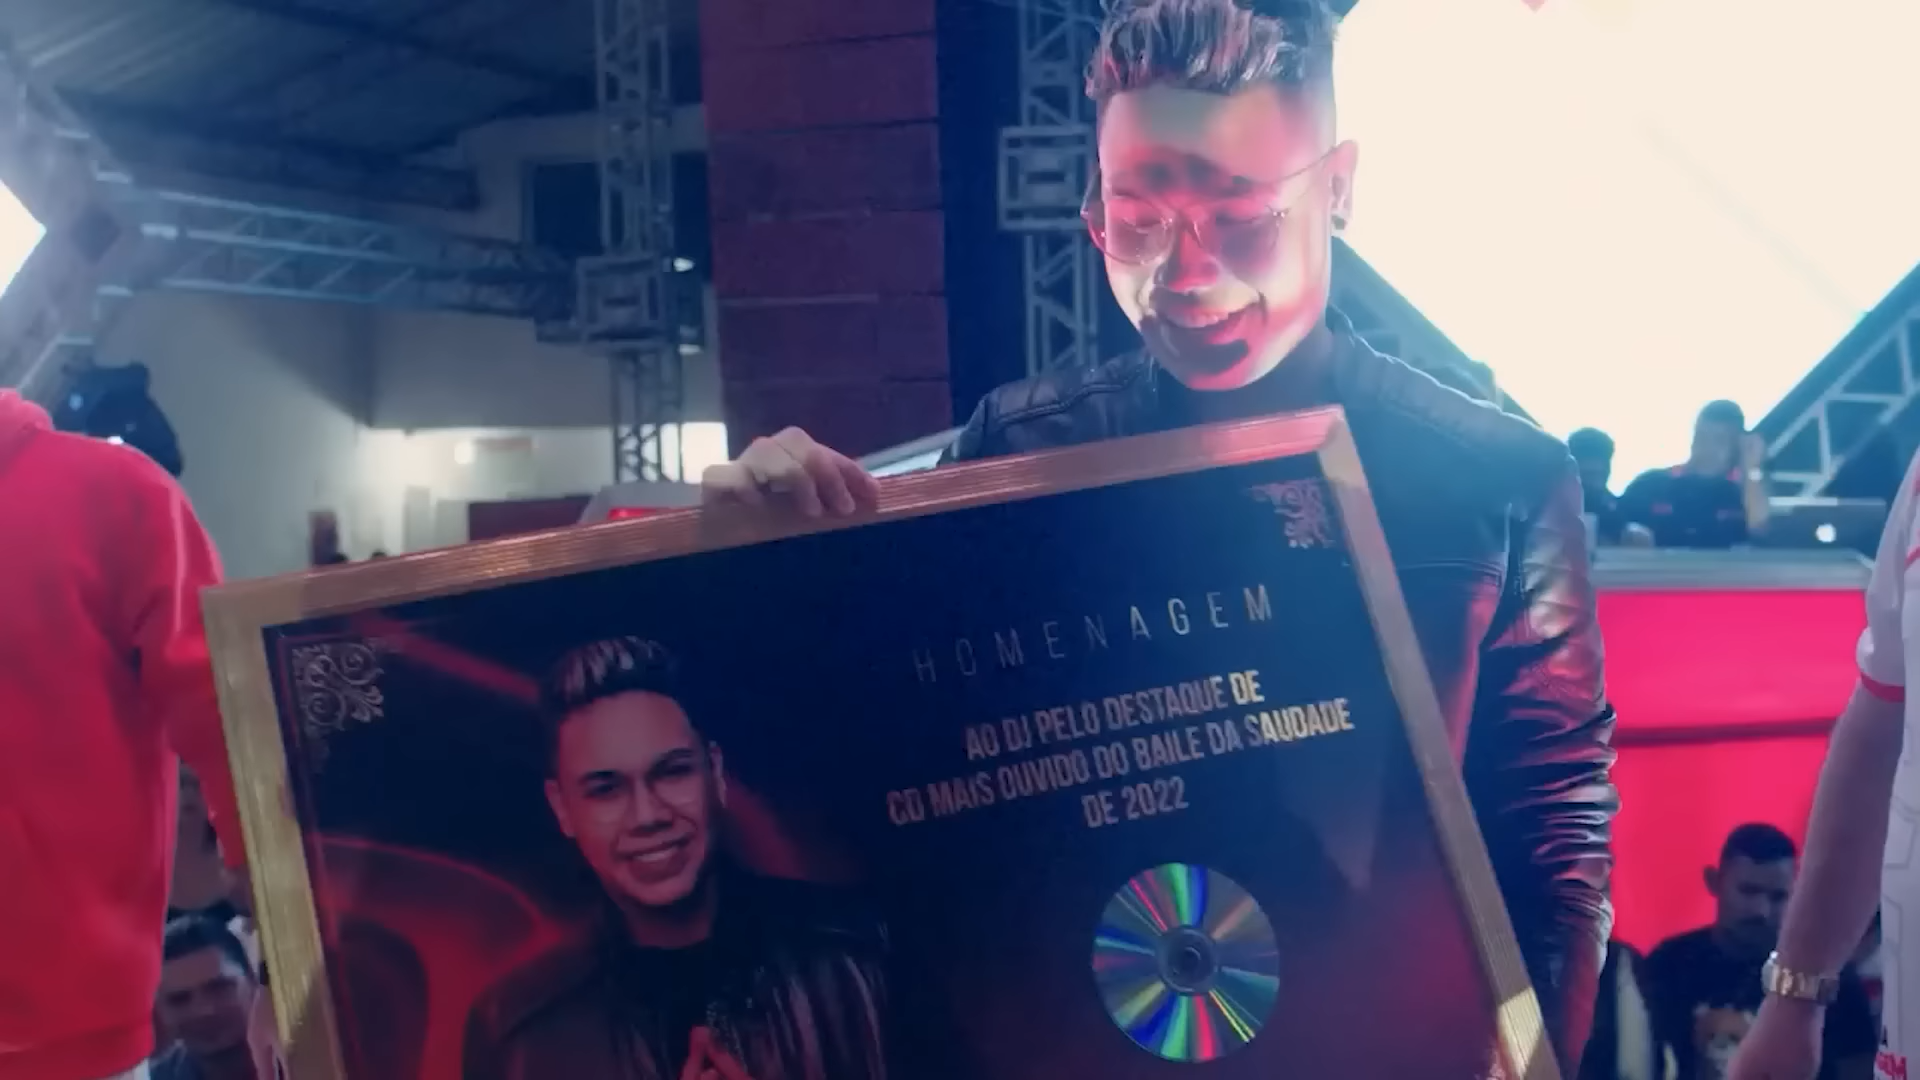 HOMENAGEM
AO DJ PELO DESTAQUE DE
CD MAIS OUVIDO DO BAILE DA SAUDADE
DE 2022